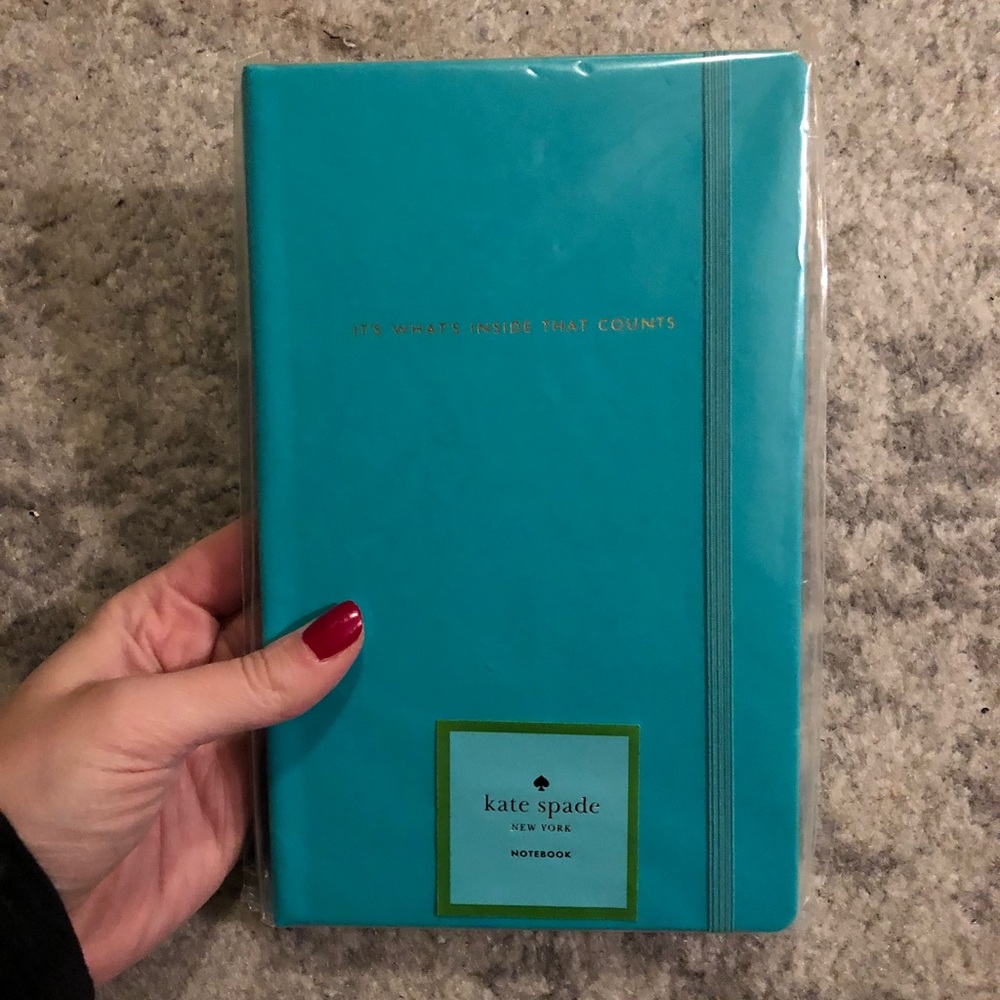 IT'S WHAT'S INSIDE THAT COUNTS
kate spade
NEW YORK
NOTEBOOK